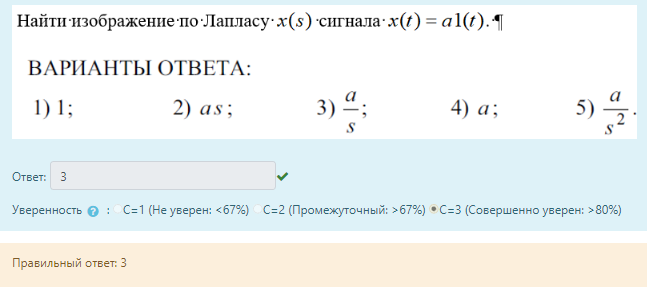 Найти·изображение·по·Лапласу·x(s)·сигнала·x(t) = a1(t).·¶
ВАРИАНТЫ ОТВЕТА:
1) 1; 2) as; 3) a/s; 4) a; 5) a/s².
Ответ: 3
Уверенность ? : C=1 (Не уверен: <67%) C=2 (Промежуточный: >67%) C=3 (Совершенно уверен: >80%)
Правильный ответ: 3